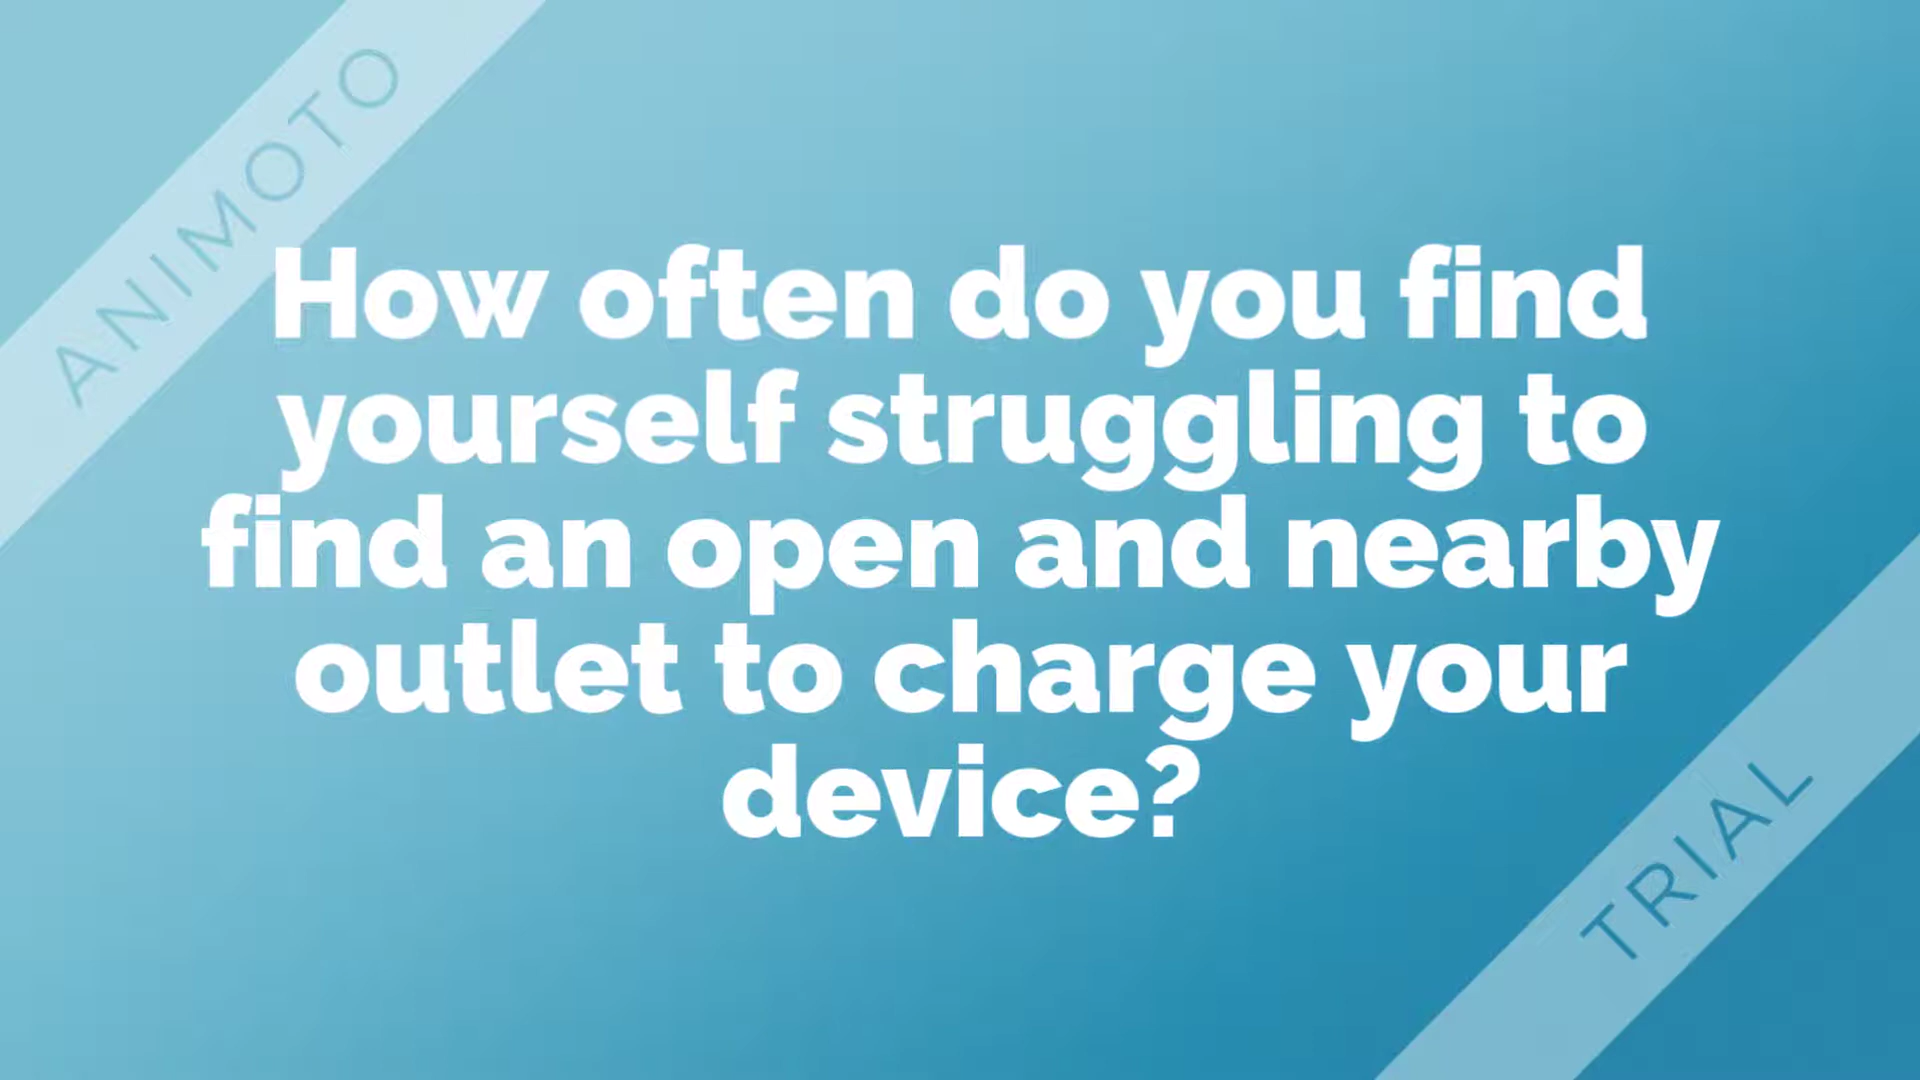 ANIMOTO
How often do you find
yourself struggling to
find an open and nearby
outlet to charge your
device?
TRIAL